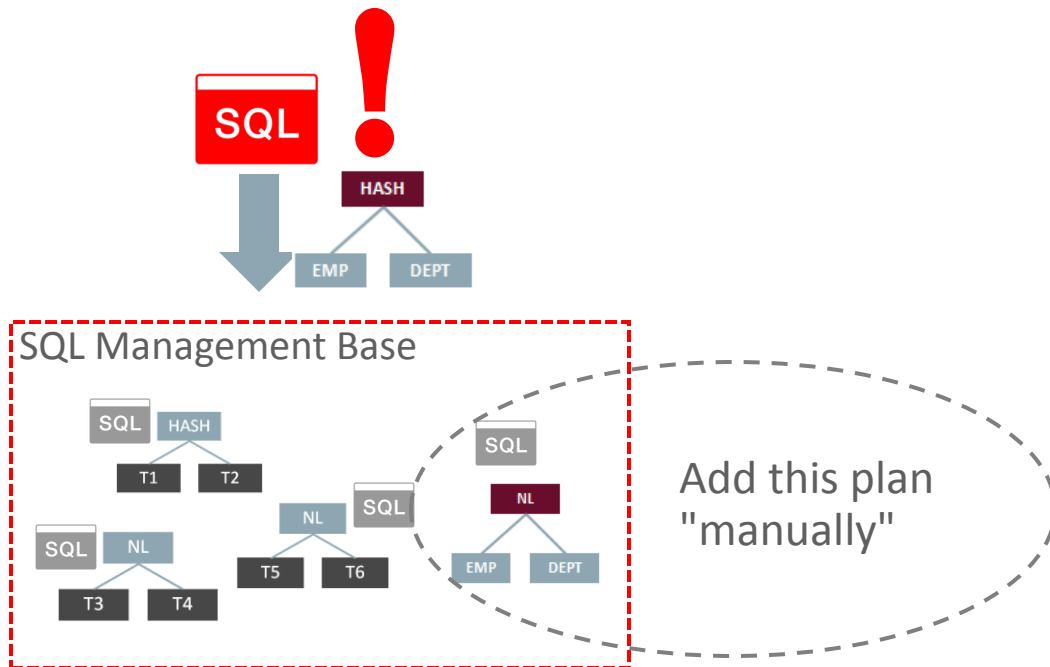 SQL
HASH
EMP DEPT
SQL Management Base
SQL HASH
T1 T2
SQL
NL
T5 T6
SQL NL
T3 T4
SQL
NL
EMP DEPT
Add this plan
"manually"